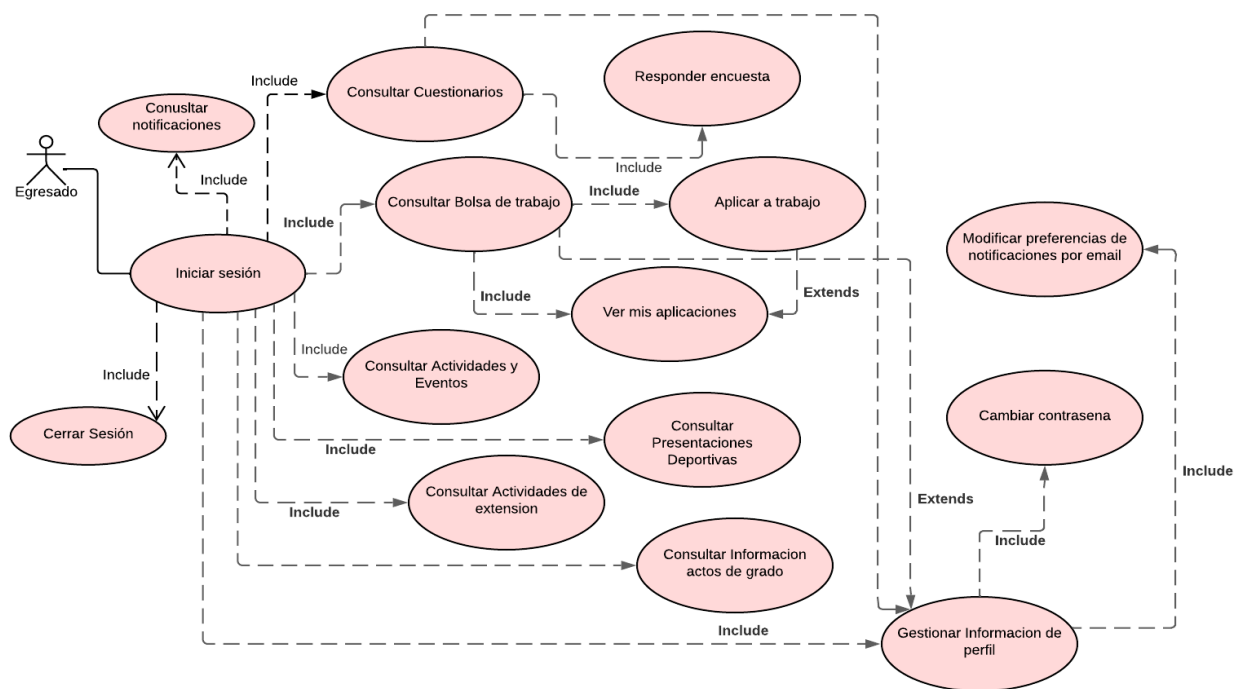 Include
Consultar Cuestionarios
Responder encuesta
Conusltar
notificaciones
Include
Include
Egresado
Include
Consultar Bolsa de trabajo
Include
Aplicar a trabajo
Modificar preferencias de
notificaciones por email
Iniciar sesión
Include
Extends
Ver mis aplicaciones
Include
Consultar Actividades y
Eventos
Include
Cerrar Sesión
Cambiar contrasena
Consultar
Presentaciones
Deportivas
Include
Include
Consultar Actividades de
extension
Include
Extends
Include
Consultar Informacion
actos de grado
Include
Gestionar Informacion de
perfil